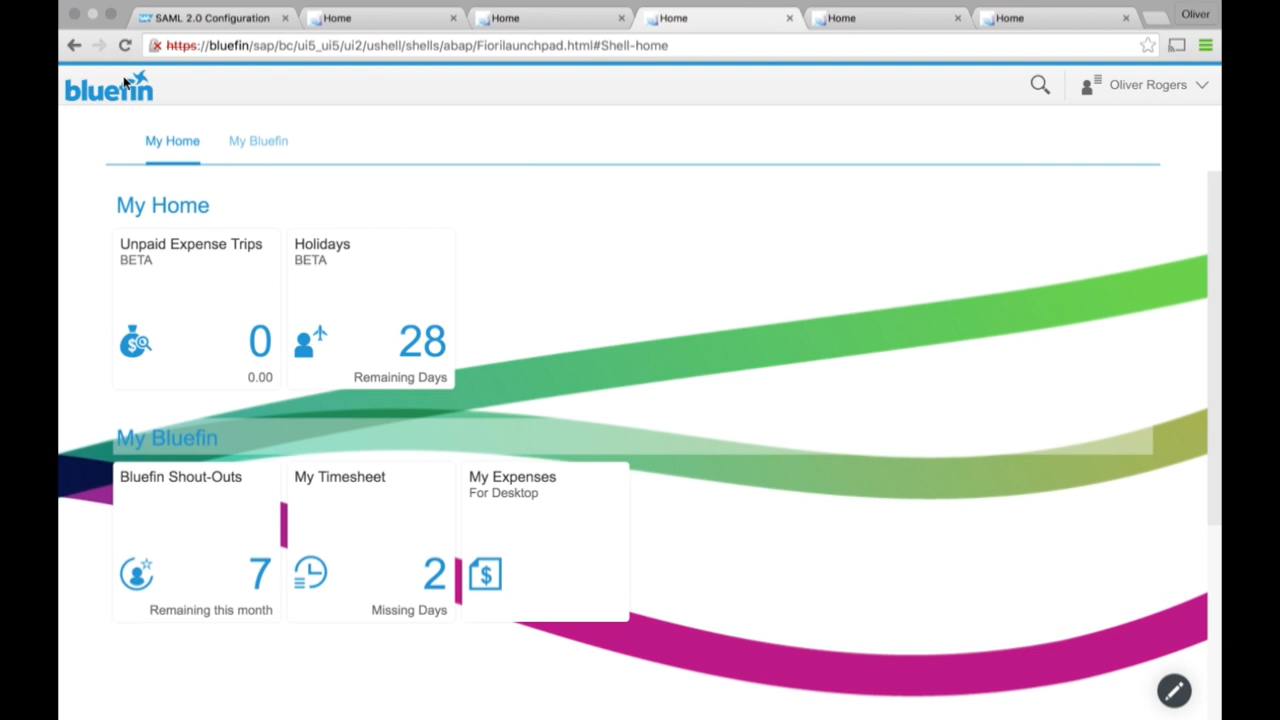 SAML 2.0 Configuration
Home
Home
Home
Home
Home
Oliver
https://bluefin/sap/bc/ui5_ui5/ui2/ushell/shells/abap/Fiorilaunchpad.html#Shell-home
bluefin
Oliver Rogers
My Home
My Bluefin
My Home
Unpaid Expense Trips
BETA
0
0.00
Holidays
BETA
28
Remaining Days
My Bluefin
Bluefin Shout-Outs
7
Remaining this month
My Timesheet
2
Missing Days
My Expenses
For Desktop